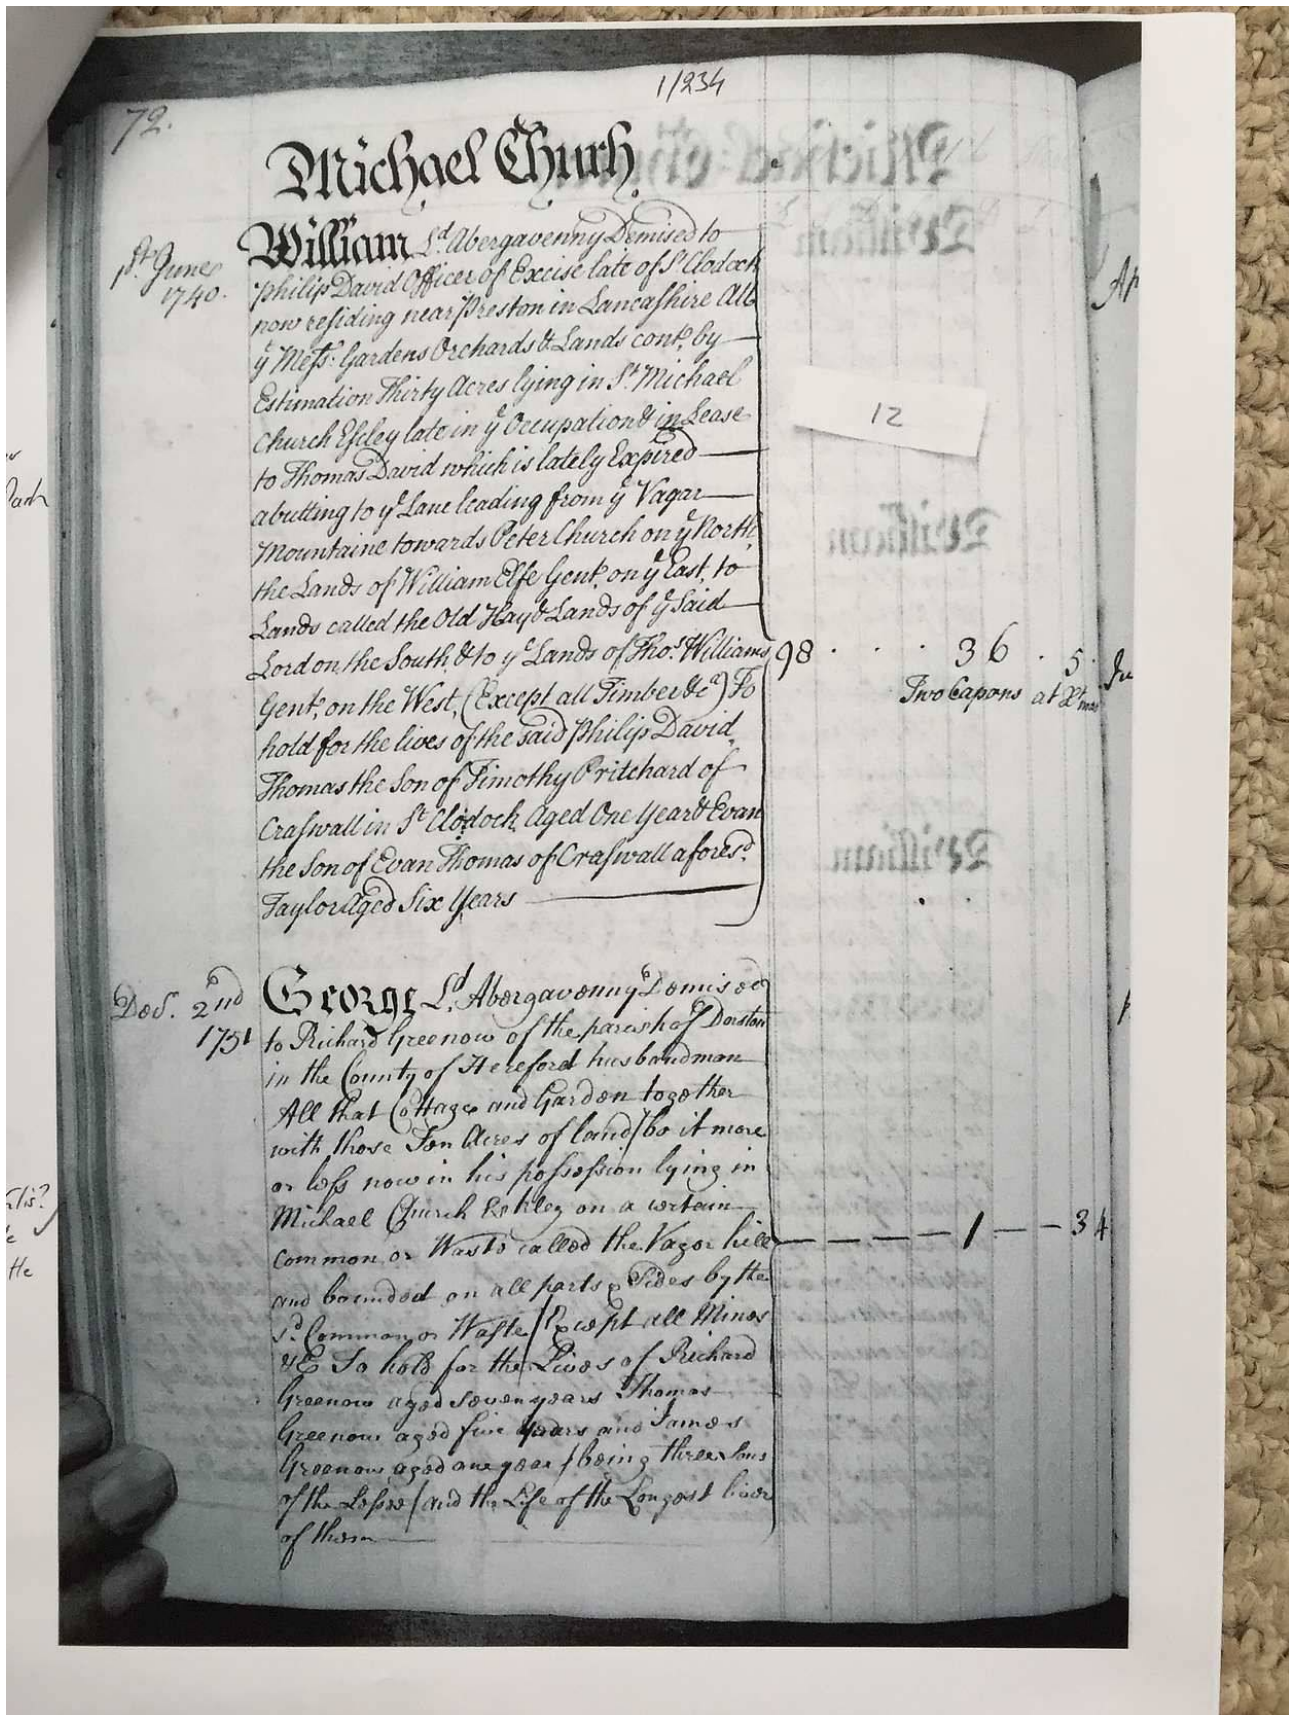 1/234
72.
Michael Churh
1st June
1740.
William Ld Abergavenny Demised to
Philip David Officer of Excise late of St Clodock
now residing near Preston in Lancashire All
ye Messs. Gardens Orchards & Lands cont. by
Estimation Thirty Acres lying in St Michael
Church Eskley late in ye Occupation & in Lease
to Thomas David which is lately Expired
abutting to ye Lane leading from ye Vagar
Mountaine towards Peter Church on ye North
the Lands of William Elfe Gent. on ye East, to
Lands called the Old Hay & Lands of ye Said
Lord on the South & to ye Lands of Thos. Williams
Gent, on the West, (Except all Timber &ca) To
hold for the lives of the said Philip David,
Thomas the Son of Timothy Pritchard of
Craswall in St Clodoch Aged One Year & Evan
the Son of Evan Thomas of Craswall aforesd.
Taylor Aged Six Years
98 . . . 36 . 5.
Two Capons at Xtmas
12
Dec. 2nd
1751
George Ld. Abergavenny Demised
to Richard Greenow of the parish of Dorston
in the County of Hereford husbandman
All that Cottage and Garden together
with those Ten Acres of land / be it more
or less now in his possession lying in
Michael Church Eskley on a certain
common or Waste called the Vagor hill
and bounded on all parts & Sides by the
sd. Common or Waste / Except all Mines
&c To hold for the Lives of Richard
Greenow aged seven years Thomas
Greenow aged five years and James
Greenow aged one year / being three Sons
of the Lessee / and the Life of the Longest liver
of them
1 — — 3 4